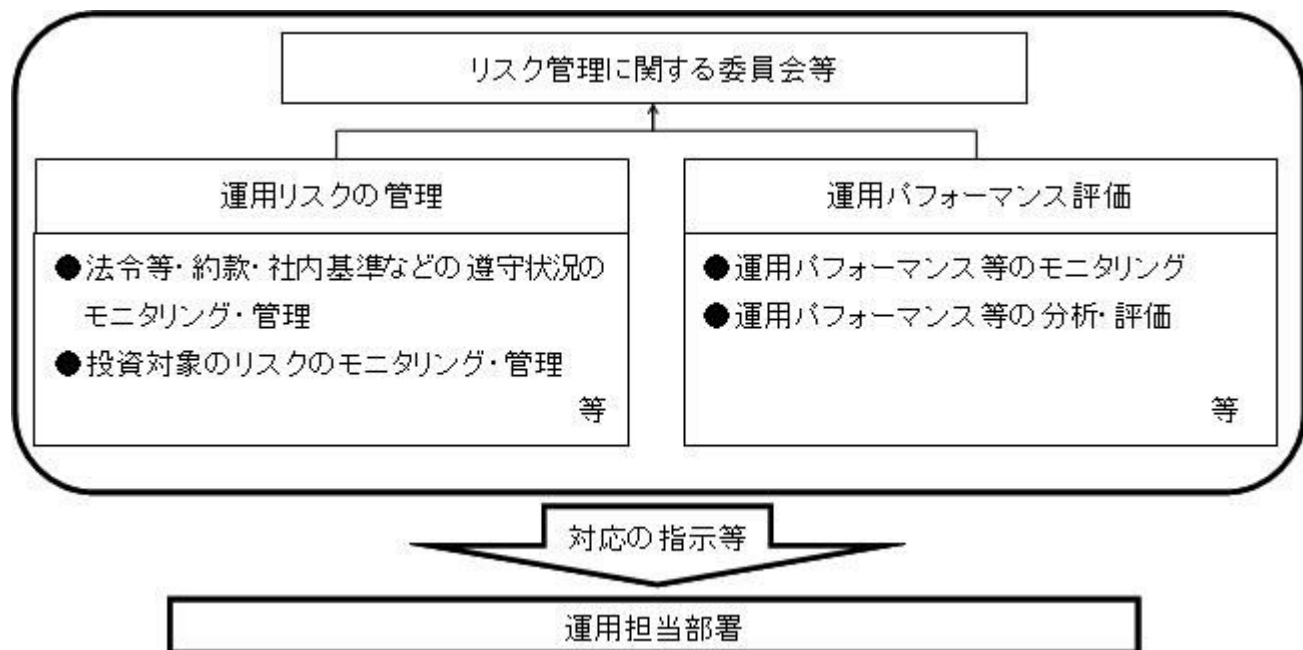 リスク管理に関する委員会等
運用リスクの管理
●法令等・約款・社内基準などの遵守状況の
モニタリング・管理
●投資対象のリスクのモニタリング・管理
等
運用パフォーマンス評価
●運用パフォーマンス等のモニタリング
●運用パフォーマンス等の分析・評価
等
対応の指示等
運用担当部署